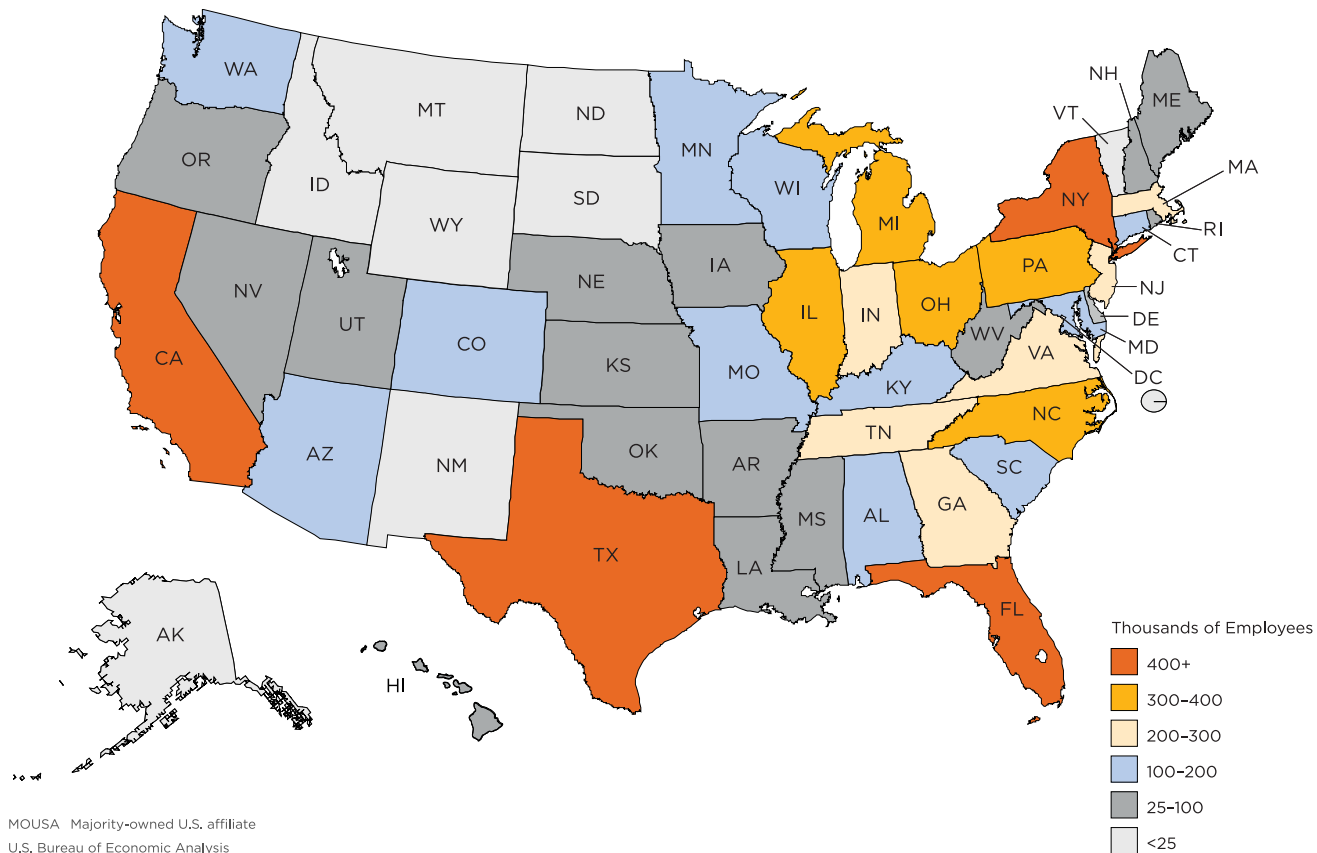 WA
MT
ND
MN
OR
ID
SD
WI
WY
MI
NH
ME
VT
NY
MA
RI
CT
NV
UT
NE
IA
PA
NJ
IL
IN
OH
DE
MD
DC
CA
CO
KS
MO
WV
VA
KY
AZ
NM
OK
AR
TN
NC
SC
TX
LA
MS
AL
GA
FL
AK
HI
Thousands of Employees
400+
300–400
200–300
100–200
25–100
<25
MOUSA Majority-owned U.S. affiliate
U.S. Bureau of Economic Analysis